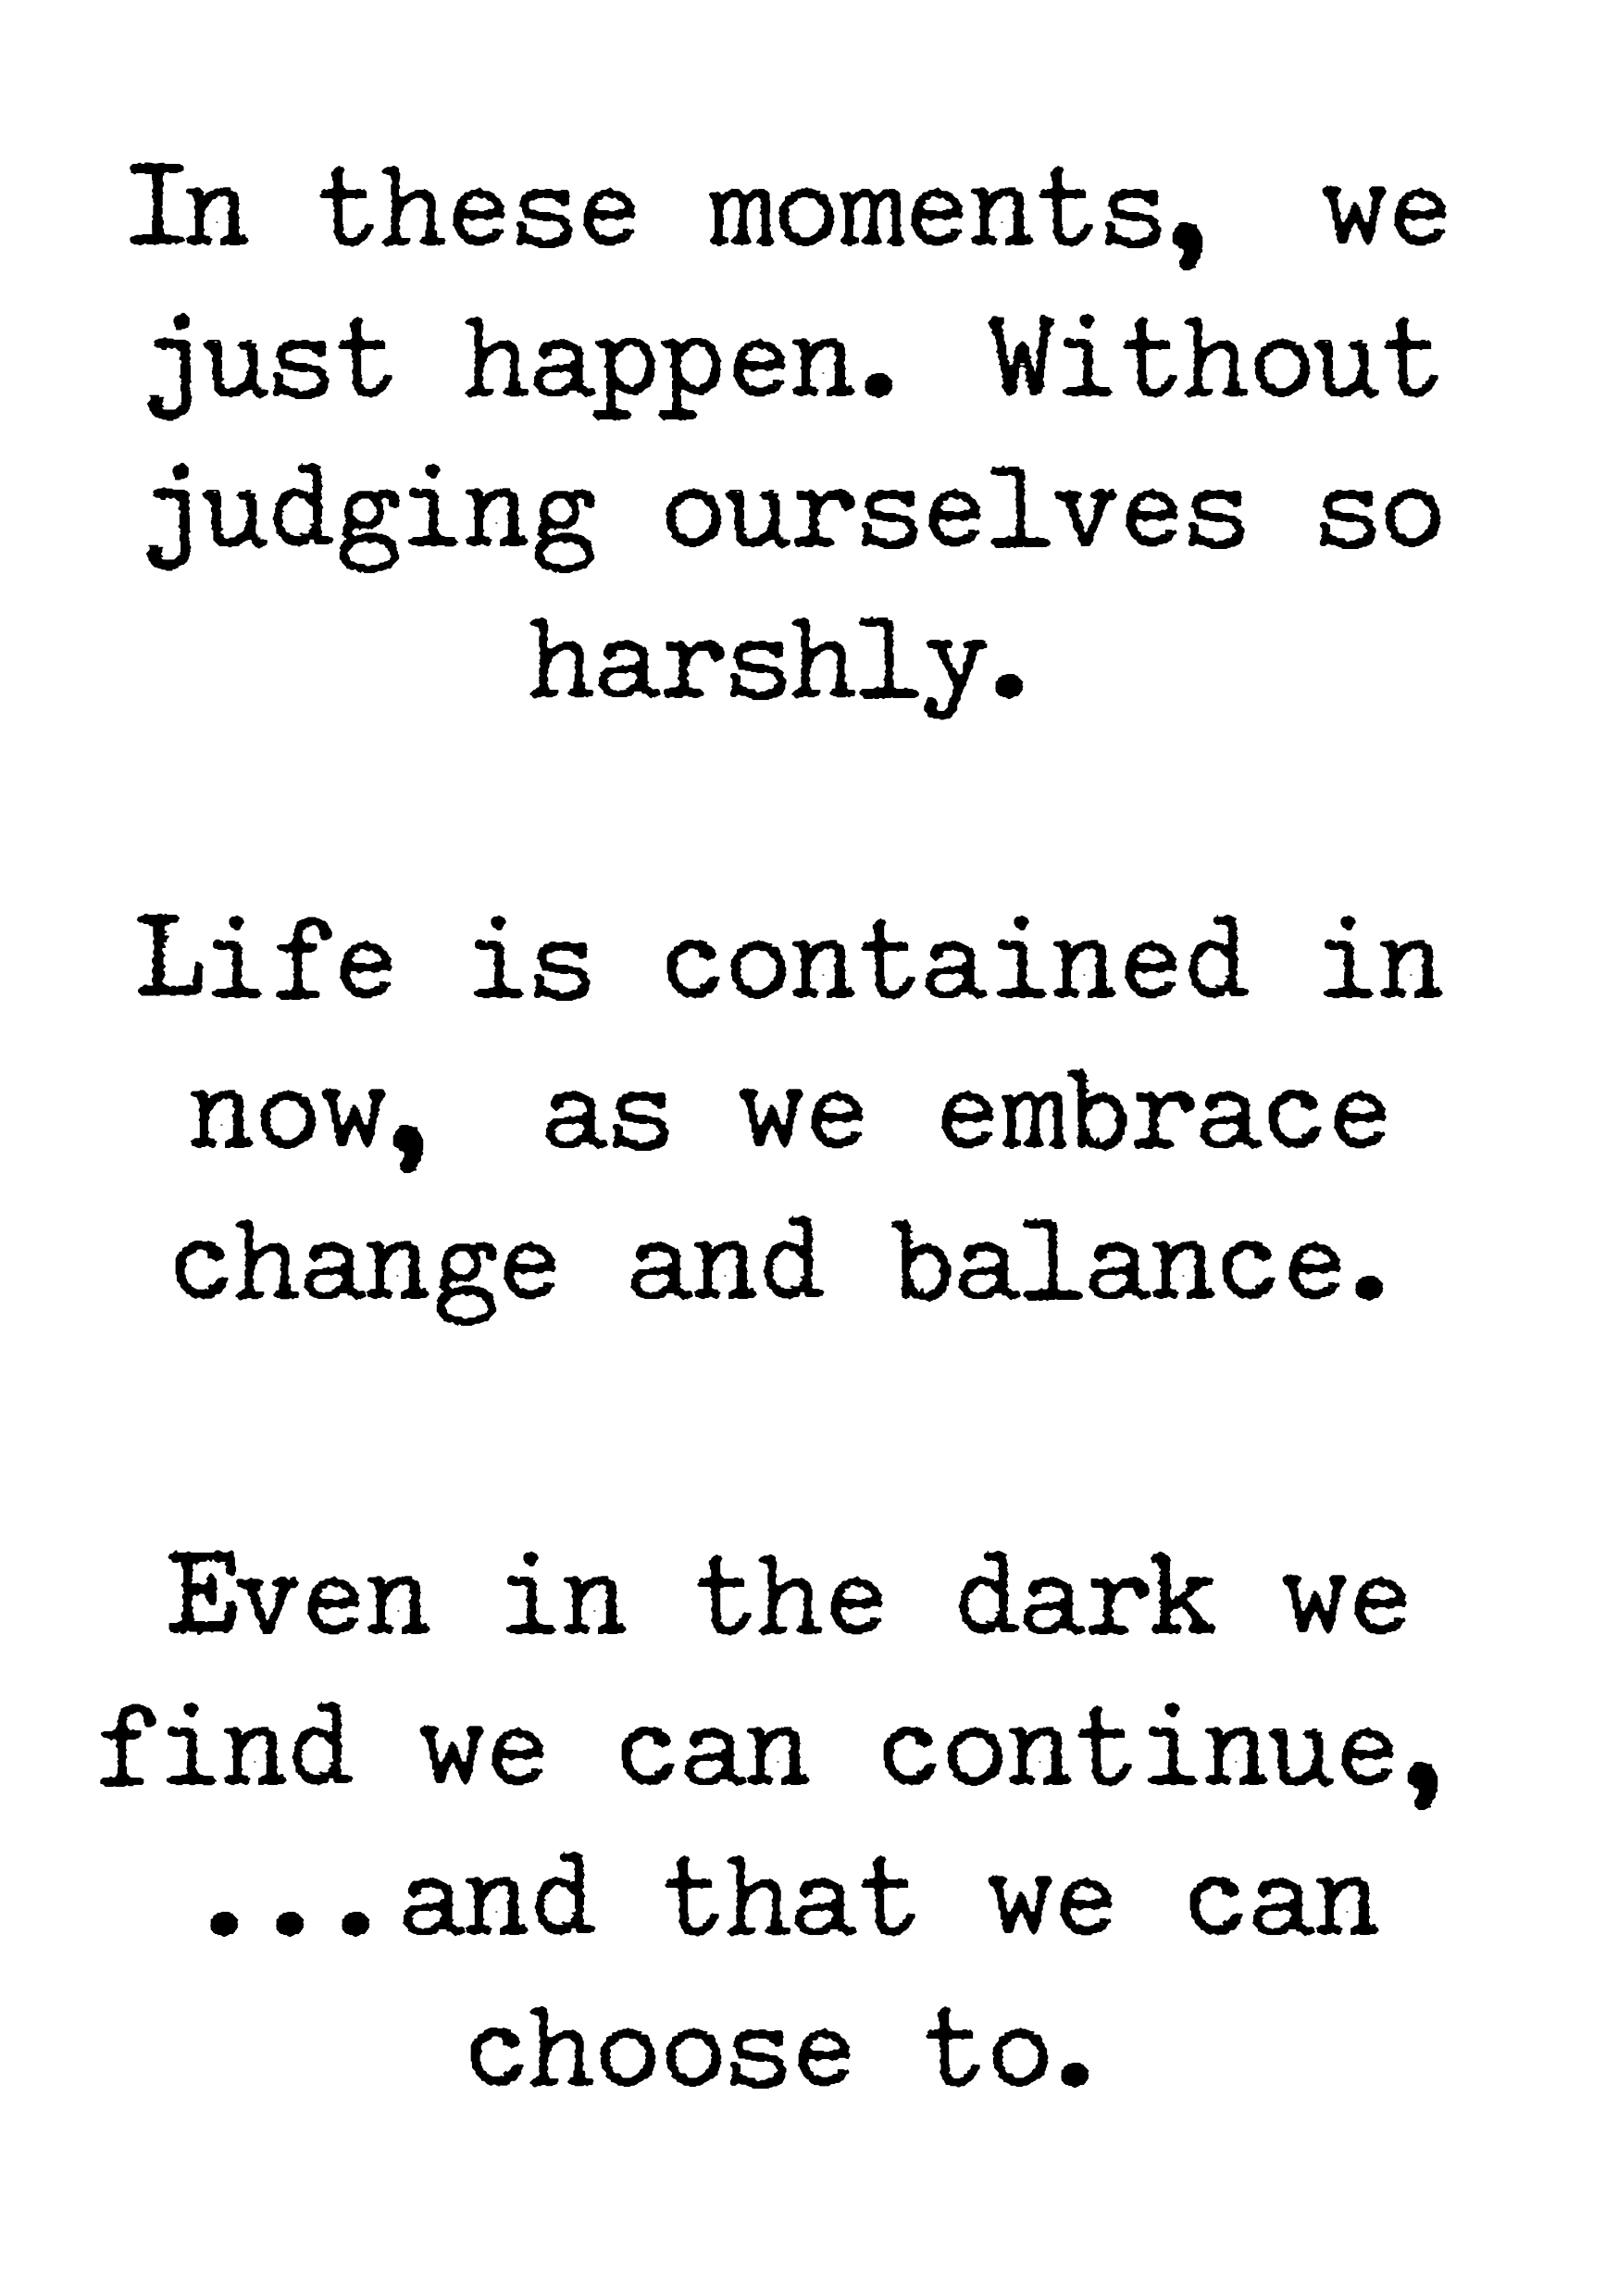 In these moments, we
just happen. Without
judging ourselves so
harshly.
Life is contained in
now, as we embrace
change and balance.
Even in the dark we
find we can continue,
...and that we can
choose to.